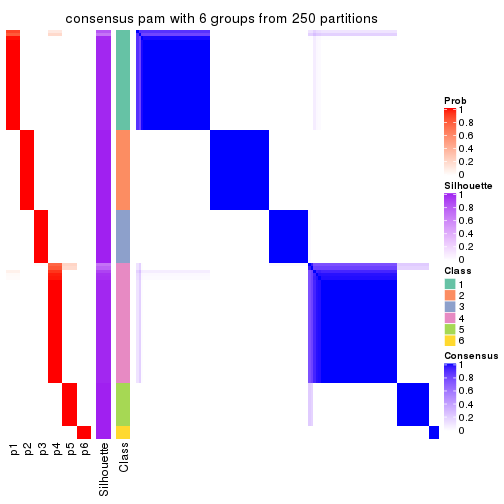 consensus pam with 6 groups from 250 partitions
Prob
1
0.8
0.6
0.4
0.2
0
Silhouette
1
0.8
0.6
0.4
0.2
0
Class
1
2
3
4
5
6
Consensus
1
0.8
0.6
0.4
0.2
0
p1
p2
p3
p4
p5
p6
Silhouette
Class